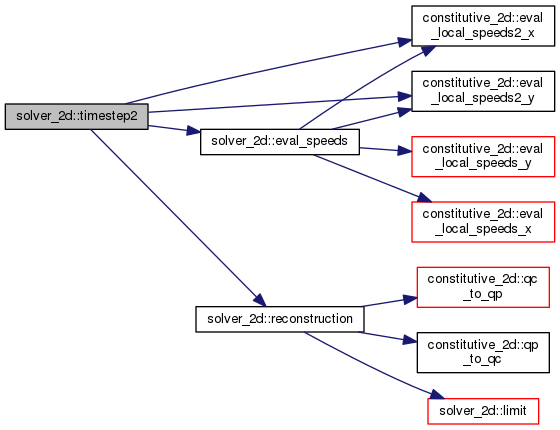 constitutive_2d::eval
_local_speeds2_x
solver_2d::timestep2
constitutive_2d::eval
_local_speeds2_y
solver_2d::eval_speeds
constitutive_2d::eval
_local_speeds_y
constitutive_2d::eval
_local_speeds_x
constitutive_2d::qc
_to_qp
solver_2d::reconstruction
constitutive_2d::qp
_to_qc
solver_2d::limit